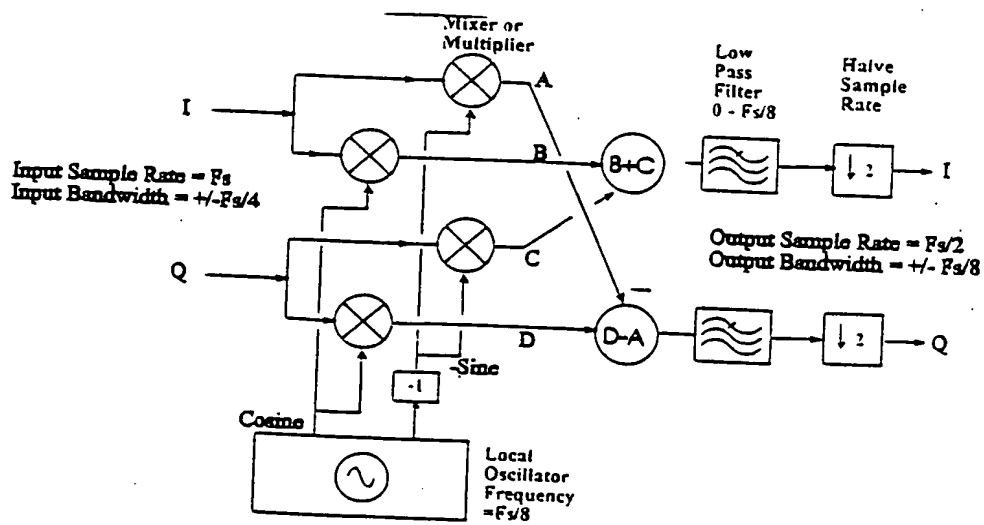 Mixer or
Multiplier
Low
Pass
Filter
0 - Fs/8
Halve
Sample
Rate
I
A
B
B+C
↓ 2
I
Input Sample Rate = Fs
Input Bandwidth = +/-Fs/4
Output Sample Rate = Fs/2
Output Bandwidth = +/- Fs/8
Q
C
D
−
D-A
↓ 2
Q
-Sine
-1
Cosine
Local
Oscillator
Frequency
=Fs/8